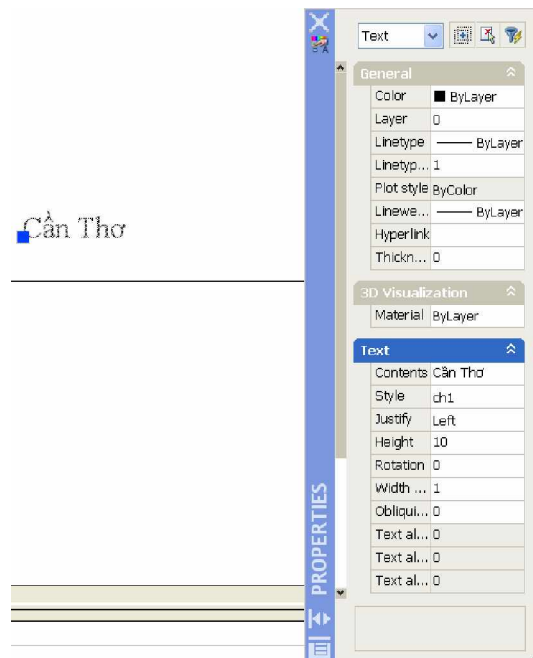 Text
General
Color ByLayer
Layer 0
Linetype ByLayer
Linetyp... 1
Plot style ByColor
Linewe... ByLayer
Hyperlink
Thickn... 0
3D Visualization
Material ByLayer
Text
Contents Cần Thơ
Style ch1
Justify Left
Height 10
Rotation 0
Width ... 1
Obliqui... 0
Text al... 0
Text al... 0
Text al... 0
PROPERTIES
Cần Thơ